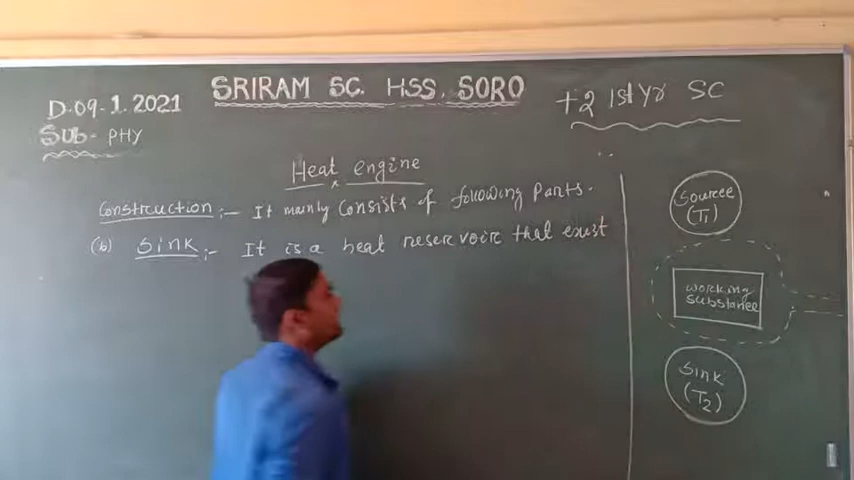 SRIRAM SC. HSS, SORO
D.09.1.2021
+2 1st Yr SC
SUB - PHY
Heat engine
Construction :- It mainly consists of following parts.
(b) Sink :- It is a heat reservoir that exist
Source
(T1)
working
substance
Sink
(T2)